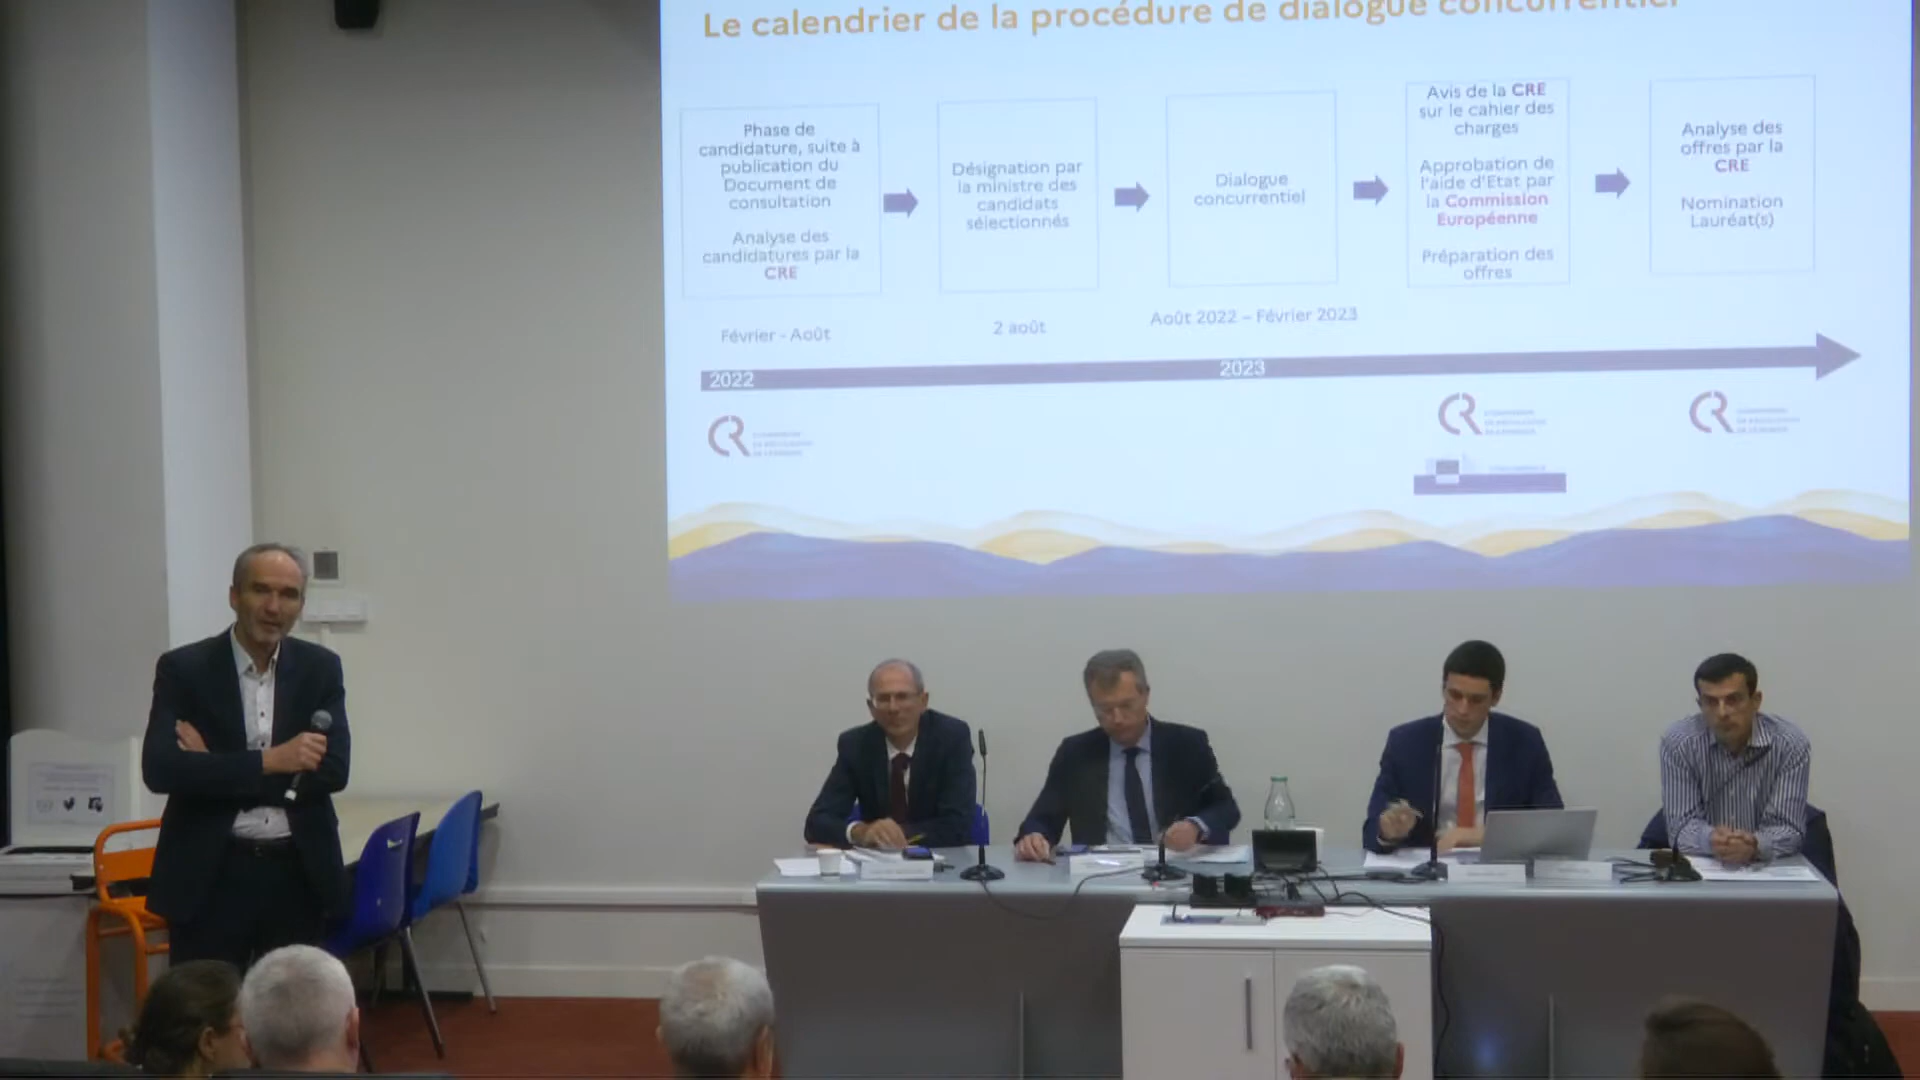 Le calendrier de la procédure de dialogue concurrentiel
Phase de
candidature, suite à
publication du
Document de
consultation
Analyse des
candidatures par la
CRE
Désignation par
la ministre des
candidats
sélectionnés
Dialogue
concurrentiel
Avis de la CRE
sur le cahier des
charges
Approbation de
l'aide d'Etat par
la Commission
Européenne
Préparation des
offres
Analyse des
offres par la
CRE
Nomination
Lauréat(s)
Février - Août
2 août
Août 2022 – Février 2023
2022
2023